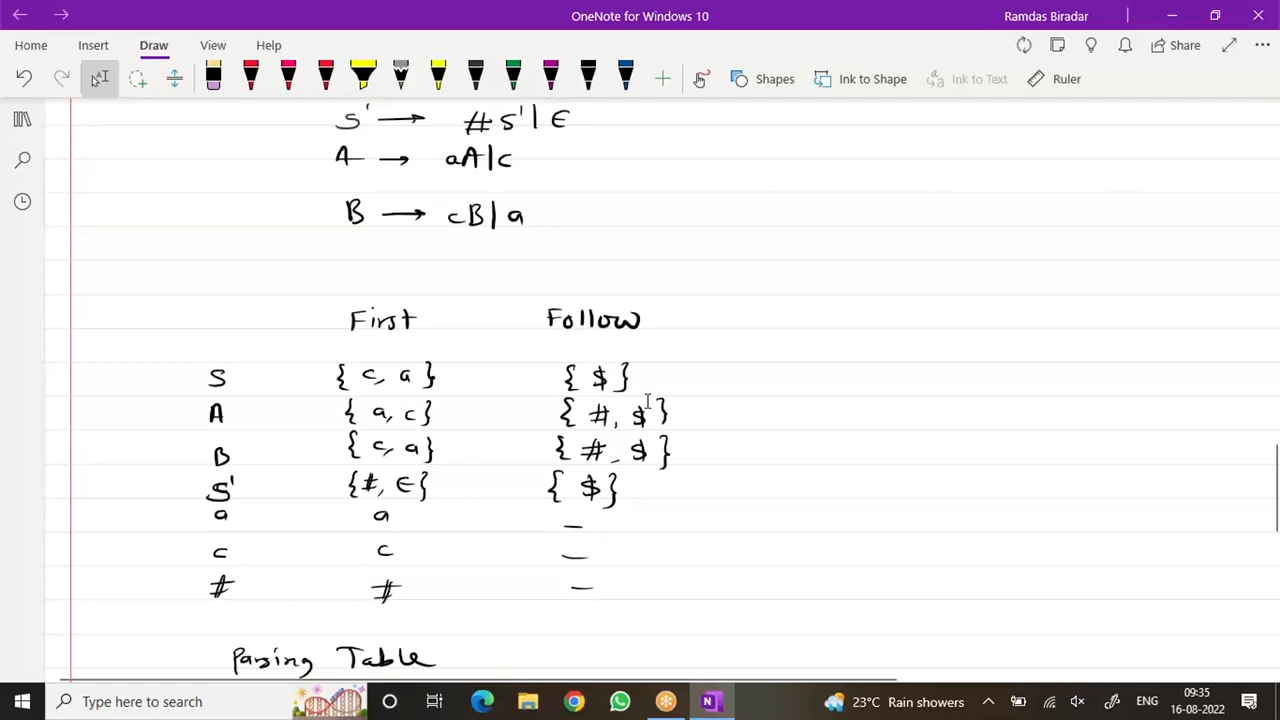 OneNote for Windows 10
Ramdas Biradar
Home Insert Draw View Help
Share
Shapes Ink to Shape Ink to Text Ruler
S' → # S' | ϵ
A → aA|c
B → cB| a
First Follow
S { c, a } { $ }
A { a, c } { #, $ }
B { c, a } { #, $ }
S' {#, ϵ} { $ }
a a —
c c —
# # —
Parsing Table
Type here to search
23°C Rain showers
ENG
09:35
16-08-2022